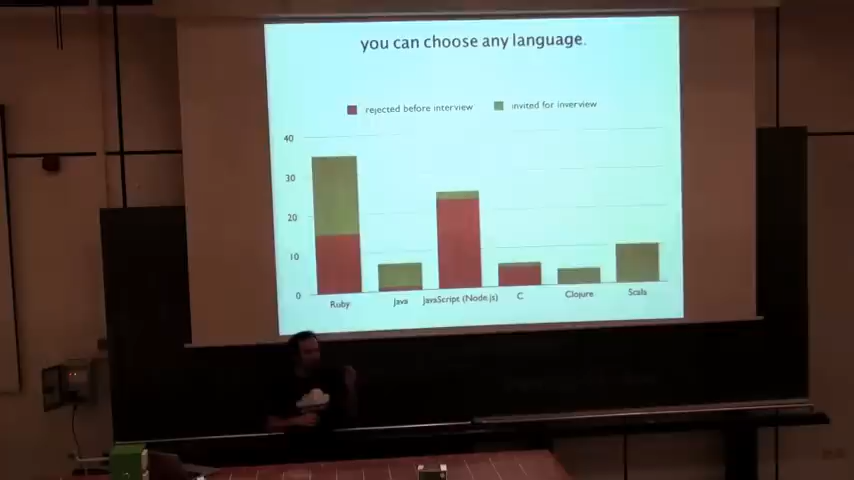 you can choose any language.
rejected before interview
invited for inverview
40
30
20
10
0
Ruby
Java
JavaScript (Node.js)
C
Clojure
Scala